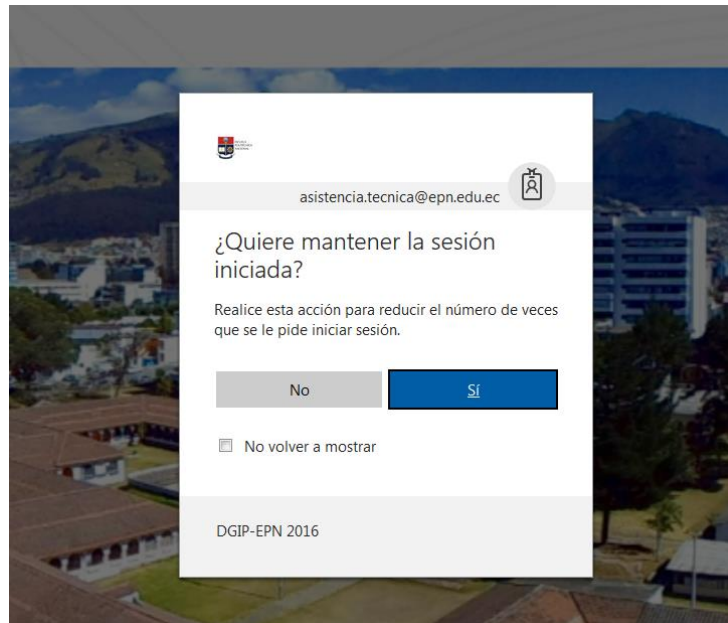 asistencia.tecnica@epn.edu.ec
¿Quiere mantener la sesión
iniciada?
Realice esta acción para reducir el número de veces
que se le pide iniciar sesión.
No
Sí
No volver a mostrar
DGIP-EPN 2016